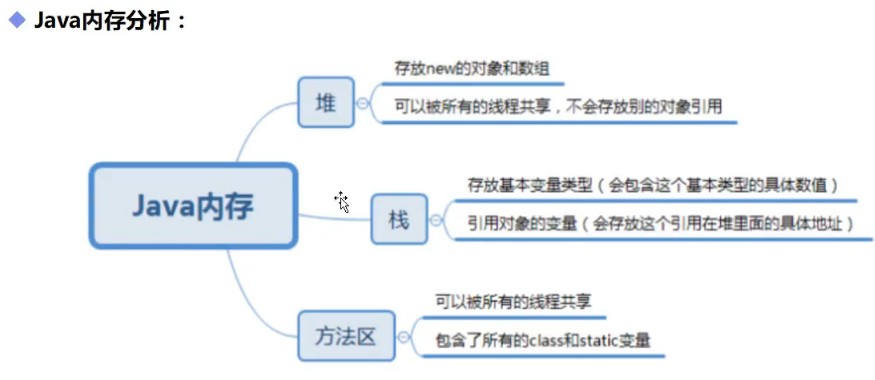 Java内存分析：
存放new的对象和数组
堆
可以被所有的线程共享，不会存放别的对象引用
存放基本变量类型（会包含这个基本类型的具体数值）
Java内存
栈
引用对象的变量（会存放这个引用在堆里面的具体地址）
可以被所有的线程共享
方法区
包含了所有的class和static变量